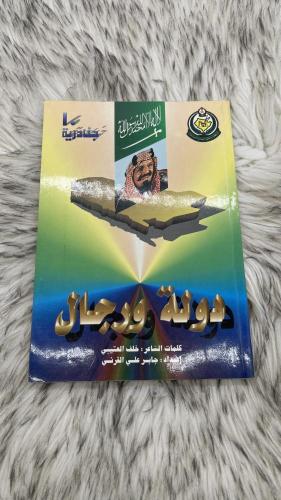 لا إله إلا الله محمد رسول الله
جنادرية
دولة ورجال
كلمات الشاعر : خلف العتيبي
إعداد : جابر علي القرني